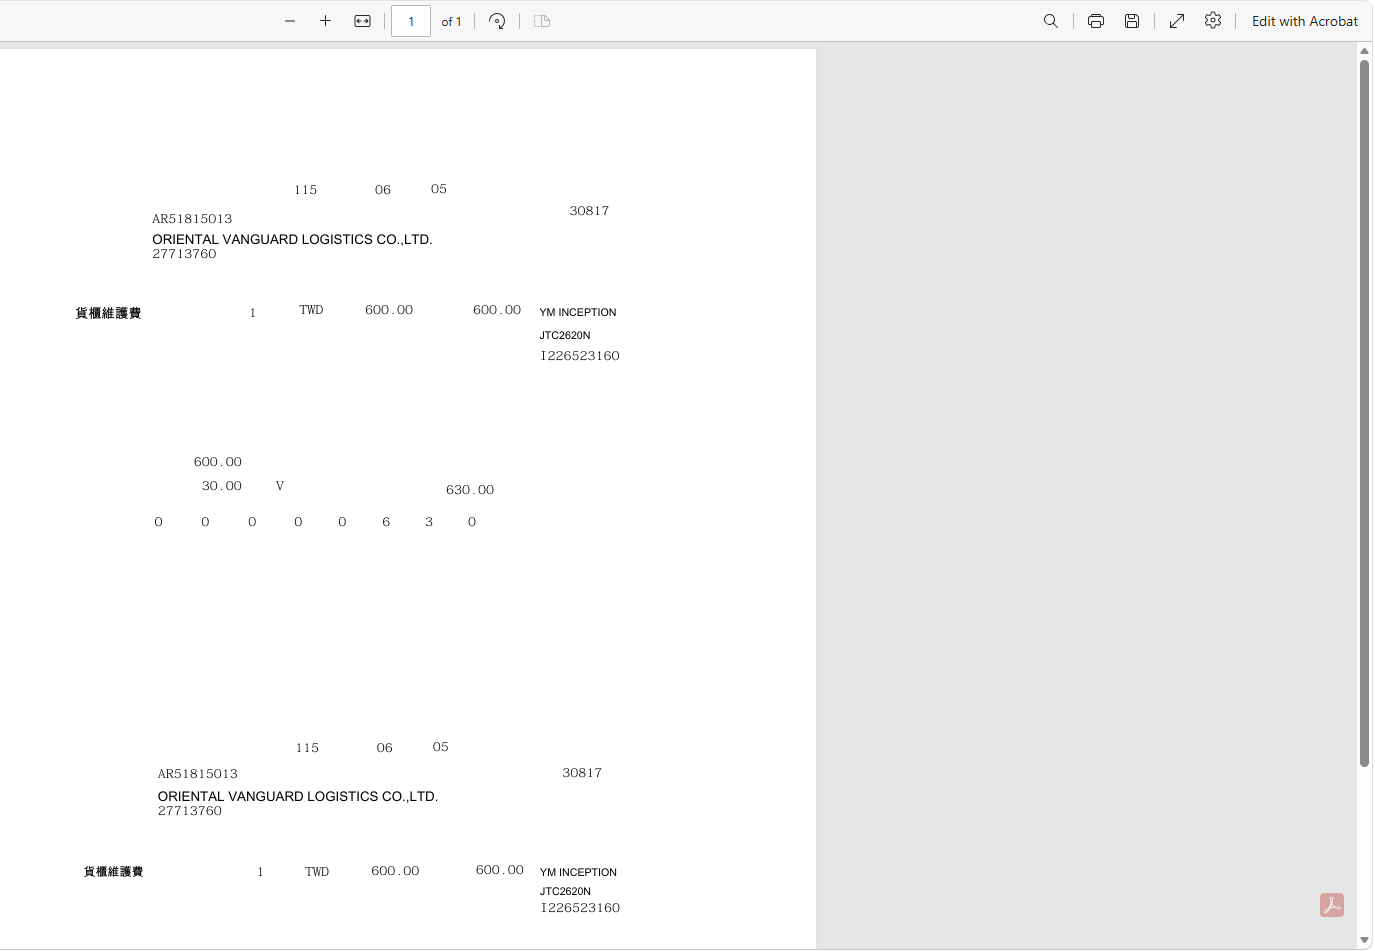 1 of 1 Edit with Acrobat
115 06 05
30817
AR51815013
ORIENTAL VANGUARD LOGISTICS CO.,LTD.
27713760
貨櫃維護費 1 TWD 600.00 600.00 YM INCEPTION
JTC2620N
I226523160
600.00
30.00 V 630.00
0 0 0 0 0 6 3 0
115 06 05
AR51815013 30817
ORIENTAL VANGUARD LOGISTICS CO.,LTD.
27713760
貨櫃維護費 1 TWD 600.00 600.00 YM INCEPTION
JTC2620N
I226523160